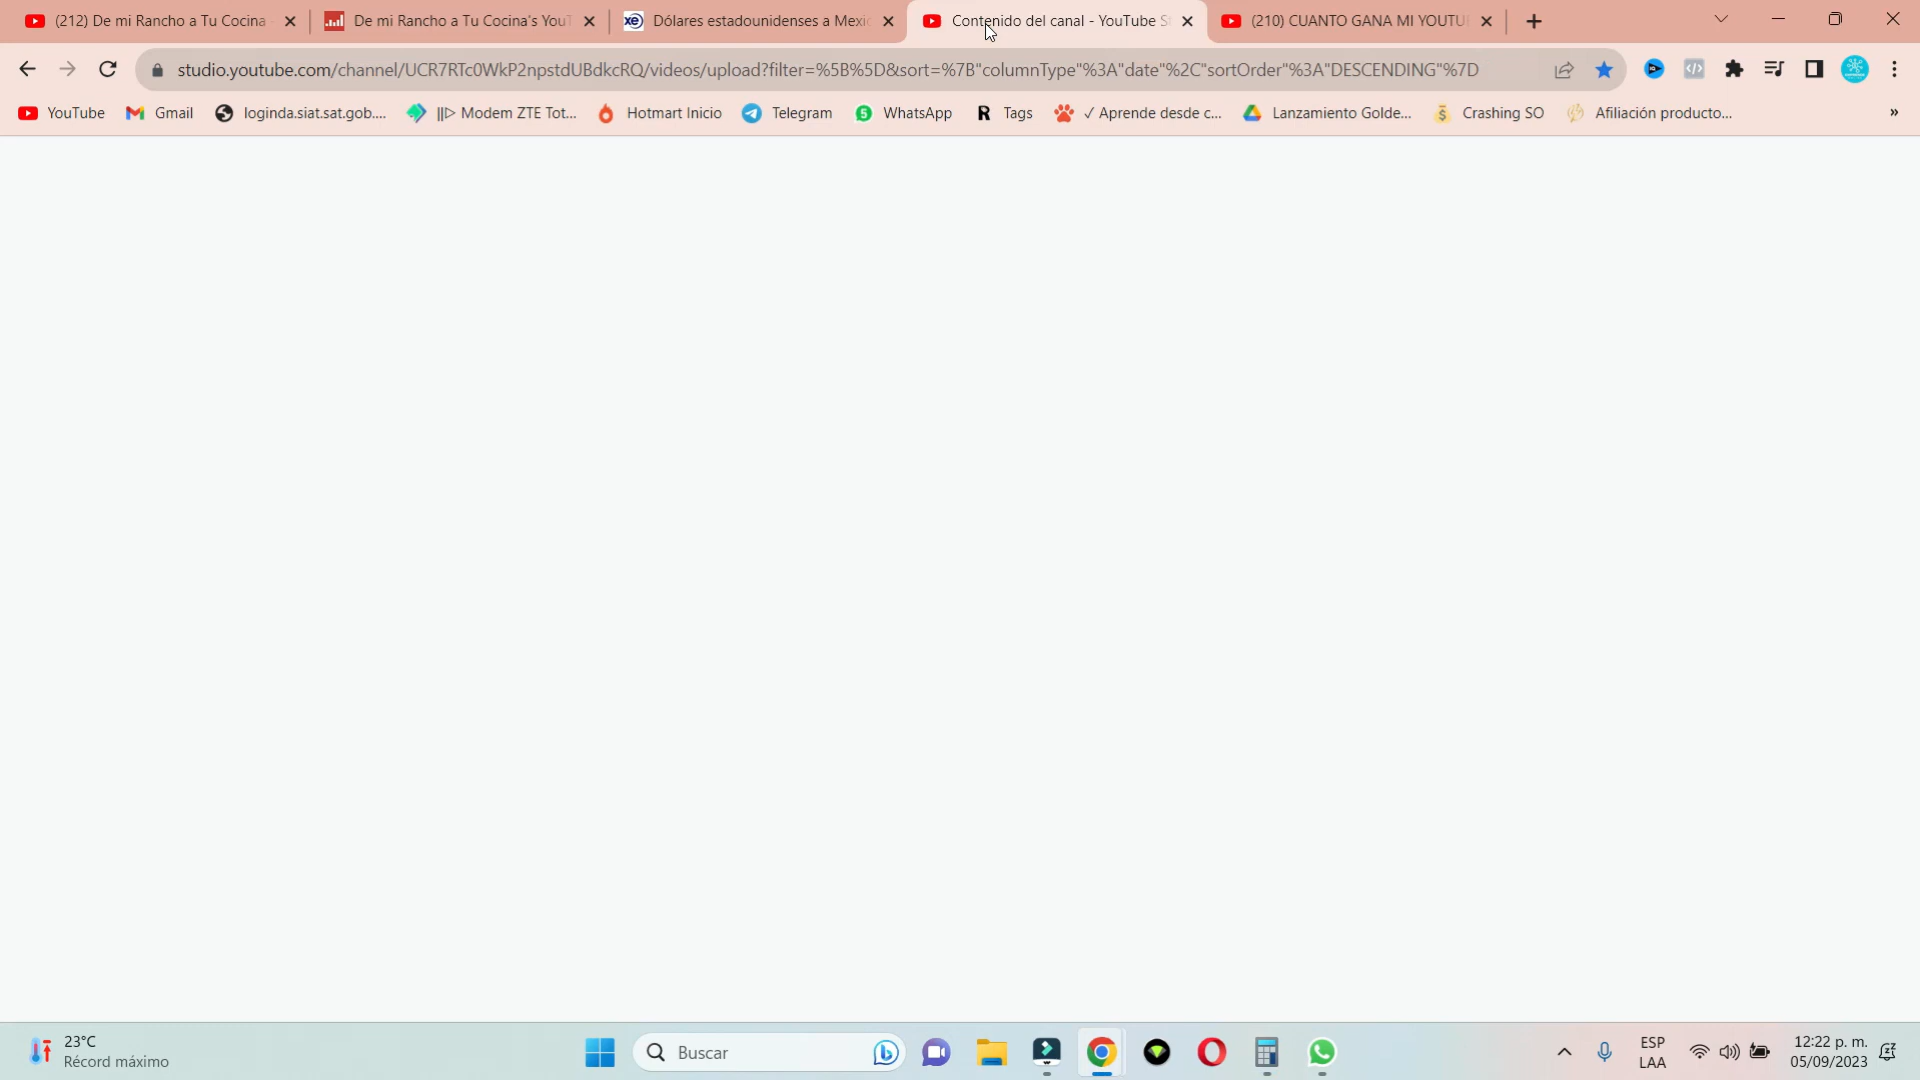 (212) De mi Rancho a Tu Cocina -
De mi Rancho a Tu Cocina's YouT
Dólares estadounidenses a Mexic
Contenido del canal - YouTube S
(210) CUANTO GANA MI YOUTU
studio.youtube.com/channel/UCR7RTc0WkP2npstdUBdkcRQ/videos/upload?filter=%5B%5D&sort=%7B"columnType"%3A"date"%2C"sortOrder"%3A"DESCENDING"%7D
YouTube
Gmail
loginda.siat.sat.gob....
||▷ Modem ZTE Tot...
Hotmart Inicio
Telegram
5
WhatsApp
R
Tags
✓ Aprende desde c...
Lanzamiento Golde...
Crashing SO
Afiliación producto...
»
23°C
Récord máximo
Buscar
ESP
LAA
12:22 p. m.
05/09/2023